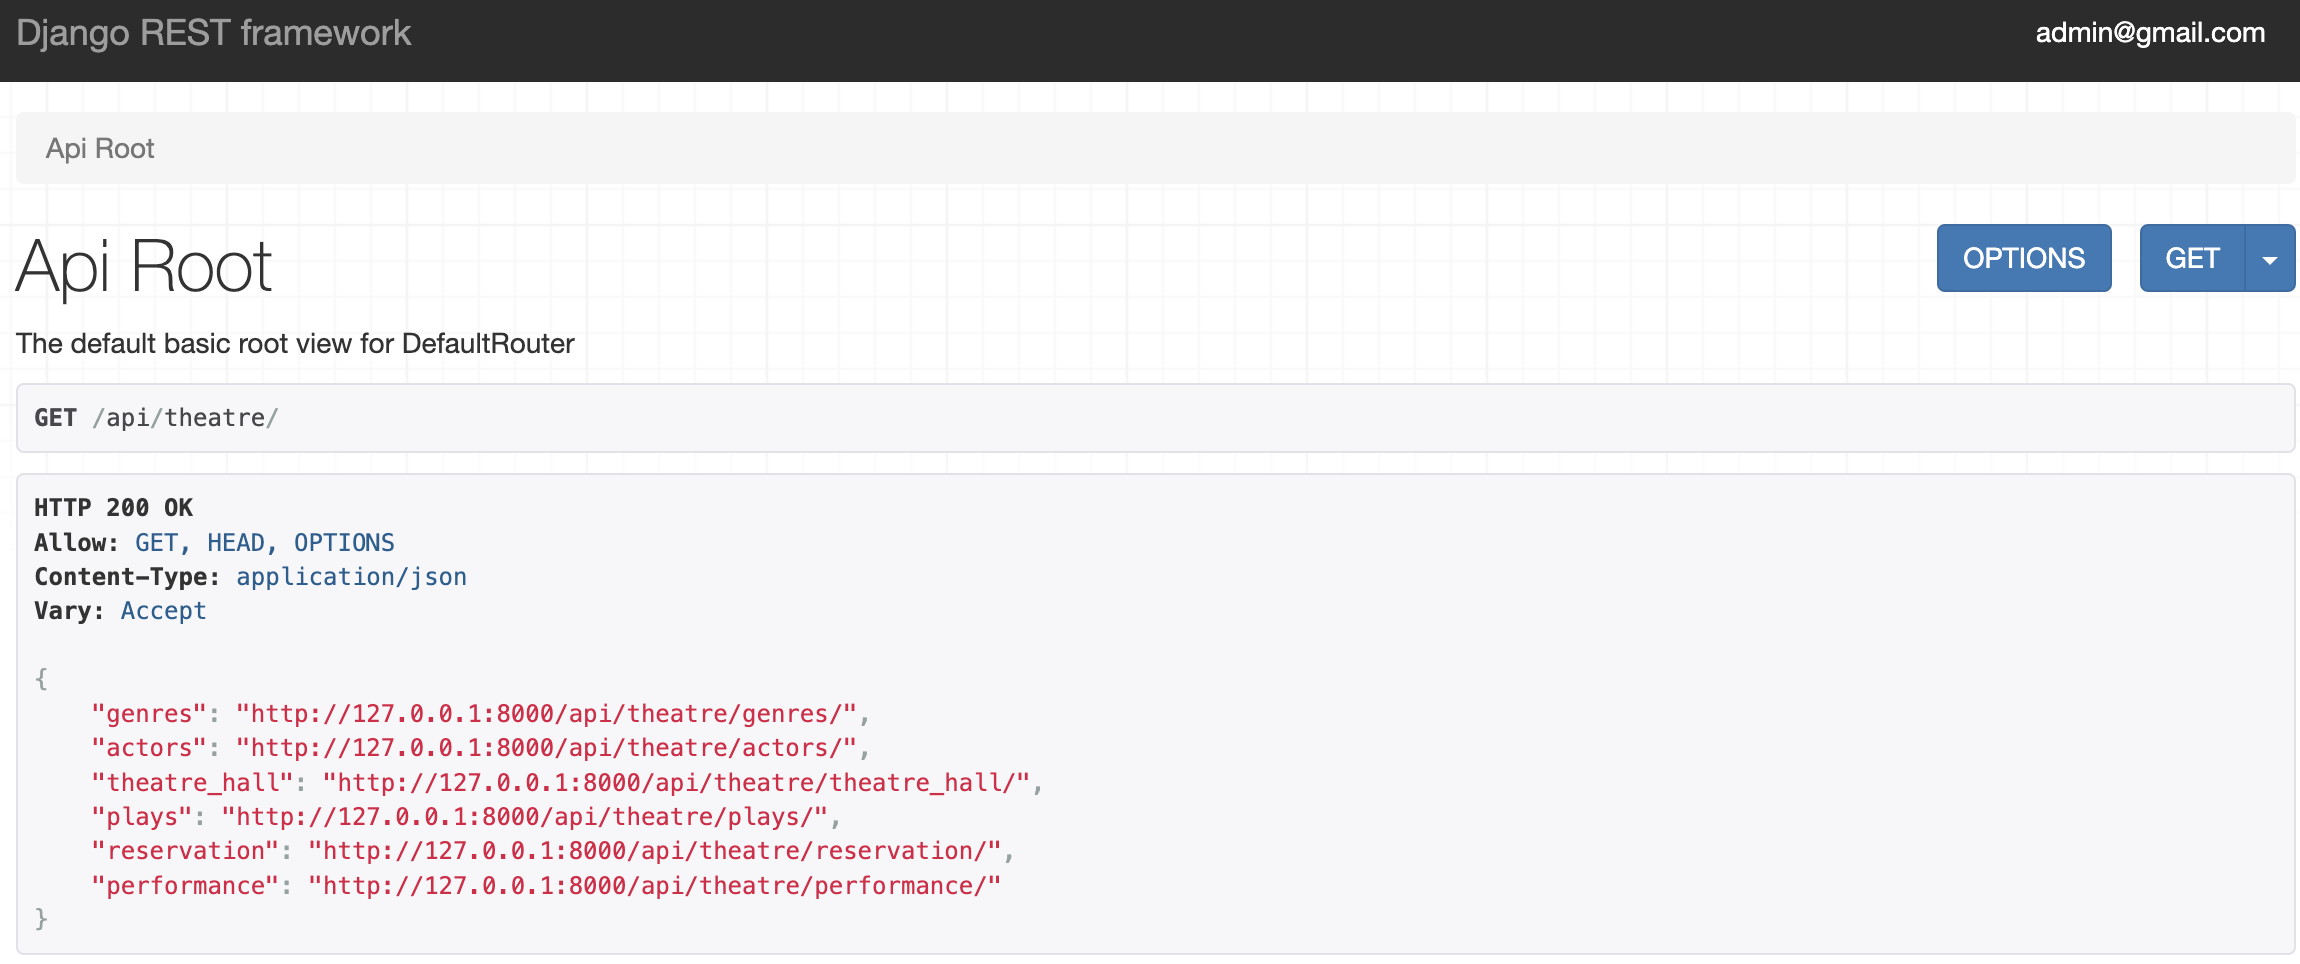 Django REST framework
admin@gmail.com
Api Root
Api Root
OPTIONS
GET
The default basic root view for DefaultRouter
GET /api/theatre/
HTTP 200 OK
Allow: GET, HEAD, OPTIONS
Content-Type: application/json
Vary: Accept
{
    "genres": "http://127.0.0.1:8000/api/theatre/genres/",
    "actors": "http://127.0.0.1:8000/api/theatre/actors/",
    "theatre_hall": "http://127.0.0.1:8000/api/theatre/theatre_hall/",
    "plays": "http://127.0.0.1:8000/api/theatre/plays/",
    "reservation": "http://127.0.0.1:8000/api/theatre/reservation/",
    "performance": "http://127.0.0.1:8000/api/theatre/performance/"
}